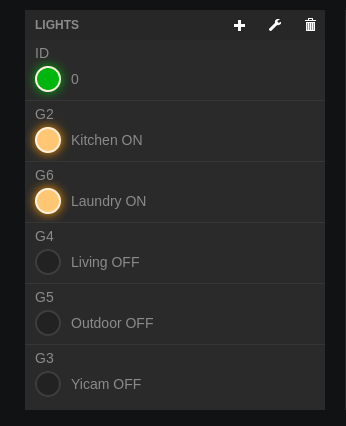 LIGHTS
ID
0
G2
Kitchen ON
G6
Laundry ON
G4
Living OFF
G5
Outdoor OFF
G3
Yicam OFF